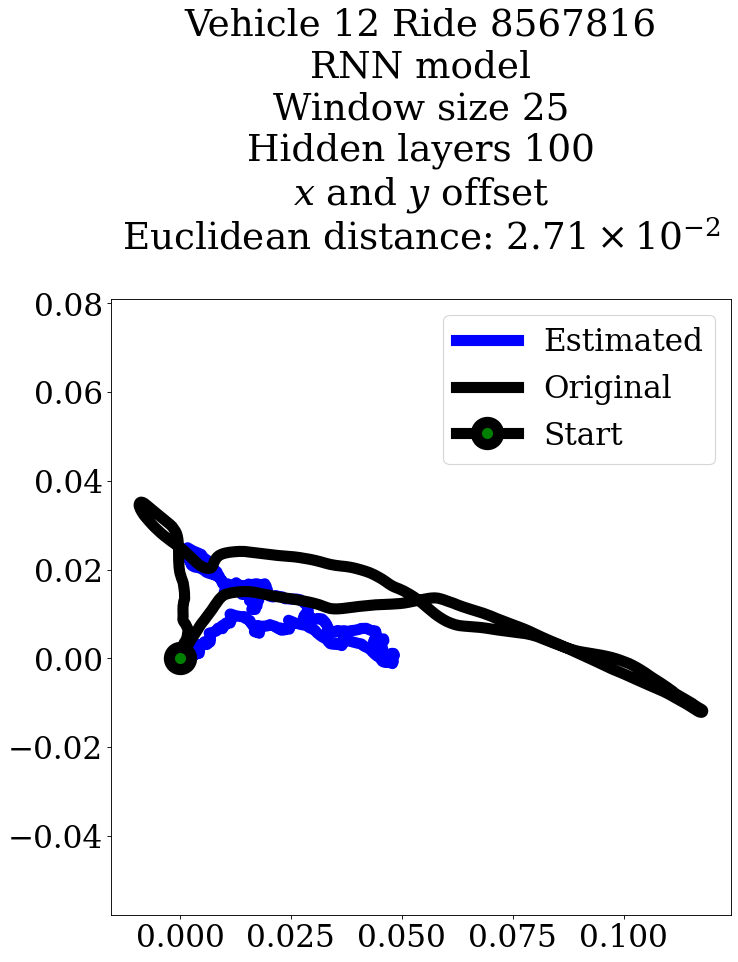 Vehicle 12 Ride 8567816
RNN model
Window size 25
Hidden layers 100
x and y offset
Euclidean distance: 2.71 × 10⁻²
Estimated
Original
Start
0.08
0.06
0.04
0.02
0.00
−0.02
−0.04
0.000 0.025 0.050 0.075 0.100